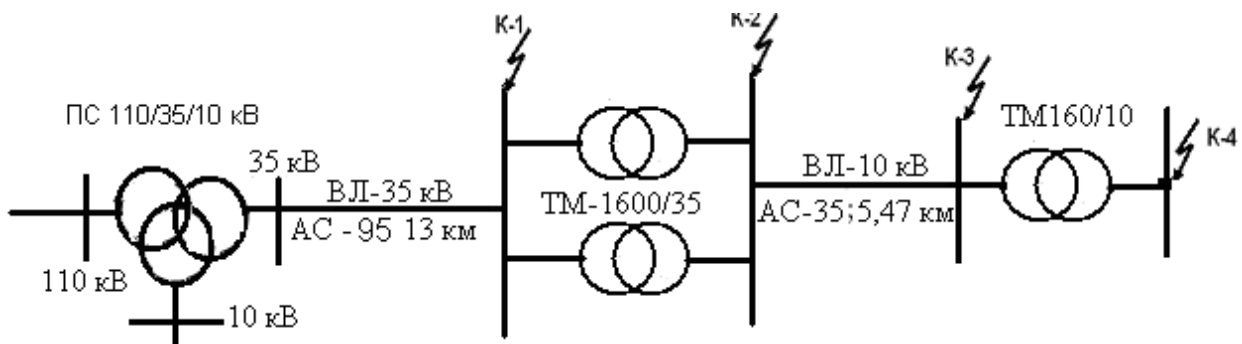 К-1
К-2
К-3
ПС 110/35/10 кВ
ТМ160/10
К-4
35 кВ
ВЛ-35 кВ
ВЛ-10 кВ
АС - 95 13 км
ТМ-1600/35
АС-35;5,47 км
110 кВ
10 кВ